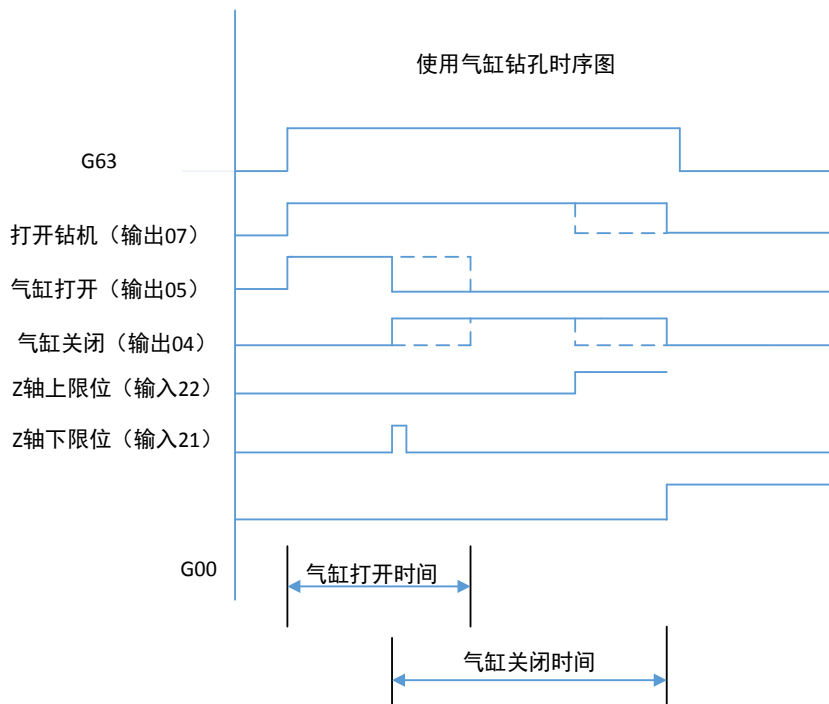 使用气缸钻孔时序图
G63
打开钻机（输出07）
气缸打开（输出05）
气缸关闭（输出04）
Z轴上限位（输入22）
Z轴下限位（输入21）
G00
气缸打开时间
气缸关闭时间